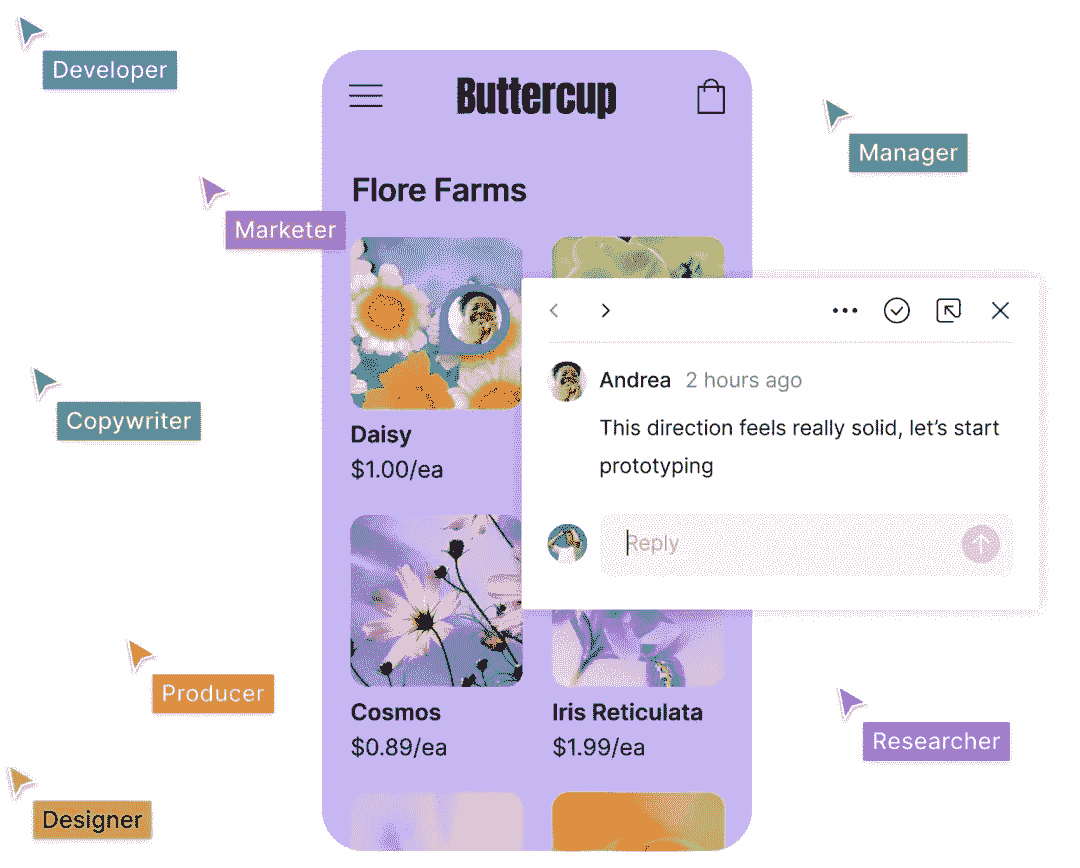 Developer
Buttercup
Manager
Flore Farms
Marketer
Andrea 2 hours ago
Copywriter
This direction feels really solid, let’s start
prototyping
Daisy
$1.00/ea
Reply
Producer
Cosmos
Iris Reticulata
$0.89/ea
$1.99/ea
Researcher
Designer